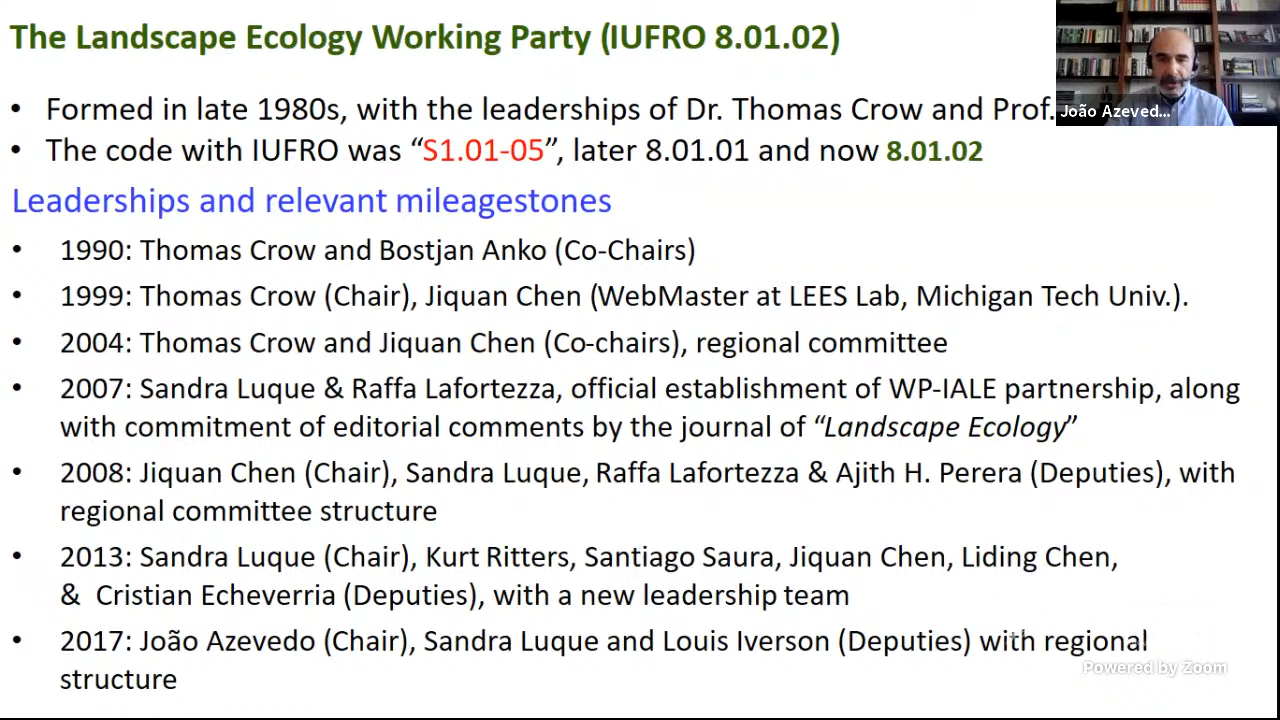 The Landscape Ecology Working Party (IUFRO 8.01.02)
• Formed in late 1980s, with the leaderships of Dr. Thomas Crow and Prof.
João Azeved...
• The code with IUFRO was “S1.01-05”, later 8.01.01 and now 8.01.02
Leaderships and relevant mileagestones
• 1990: Thomas Crow and Bostjan Anko (Co-Chairs)
• 1999: Thomas Crow (Chair), Jiquan Chen (WebMaster at LEES Lab, Michigan Tech Univ.).
• 2004: Thomas Crow and Jiquan Chen (Co-chairs), regional committee
• 2007: Sandra Luque & Raffa Lafortezza, official establishment of WP-IALE partnership, along
with commitment of editorial comments by the journal of “Landscape Ecology”
• 2008: Jiquan Chen (Chair), Sandra Luque, Raffa Lafortezza & Ajith H. Perera (Deputies), with
regional committee structure
• 2013: Sandra Luque (Chair), Kurt Ritters, Santiago Saura, Jiquan Chen, Liding Chen,
& Cristian Echeverria (Deputies), with a new leadership team
• 2017: João Azevedo (Chair), Sandra Luque and Louis Iverson (Deputies) with regional
structure
Powered by Zoom